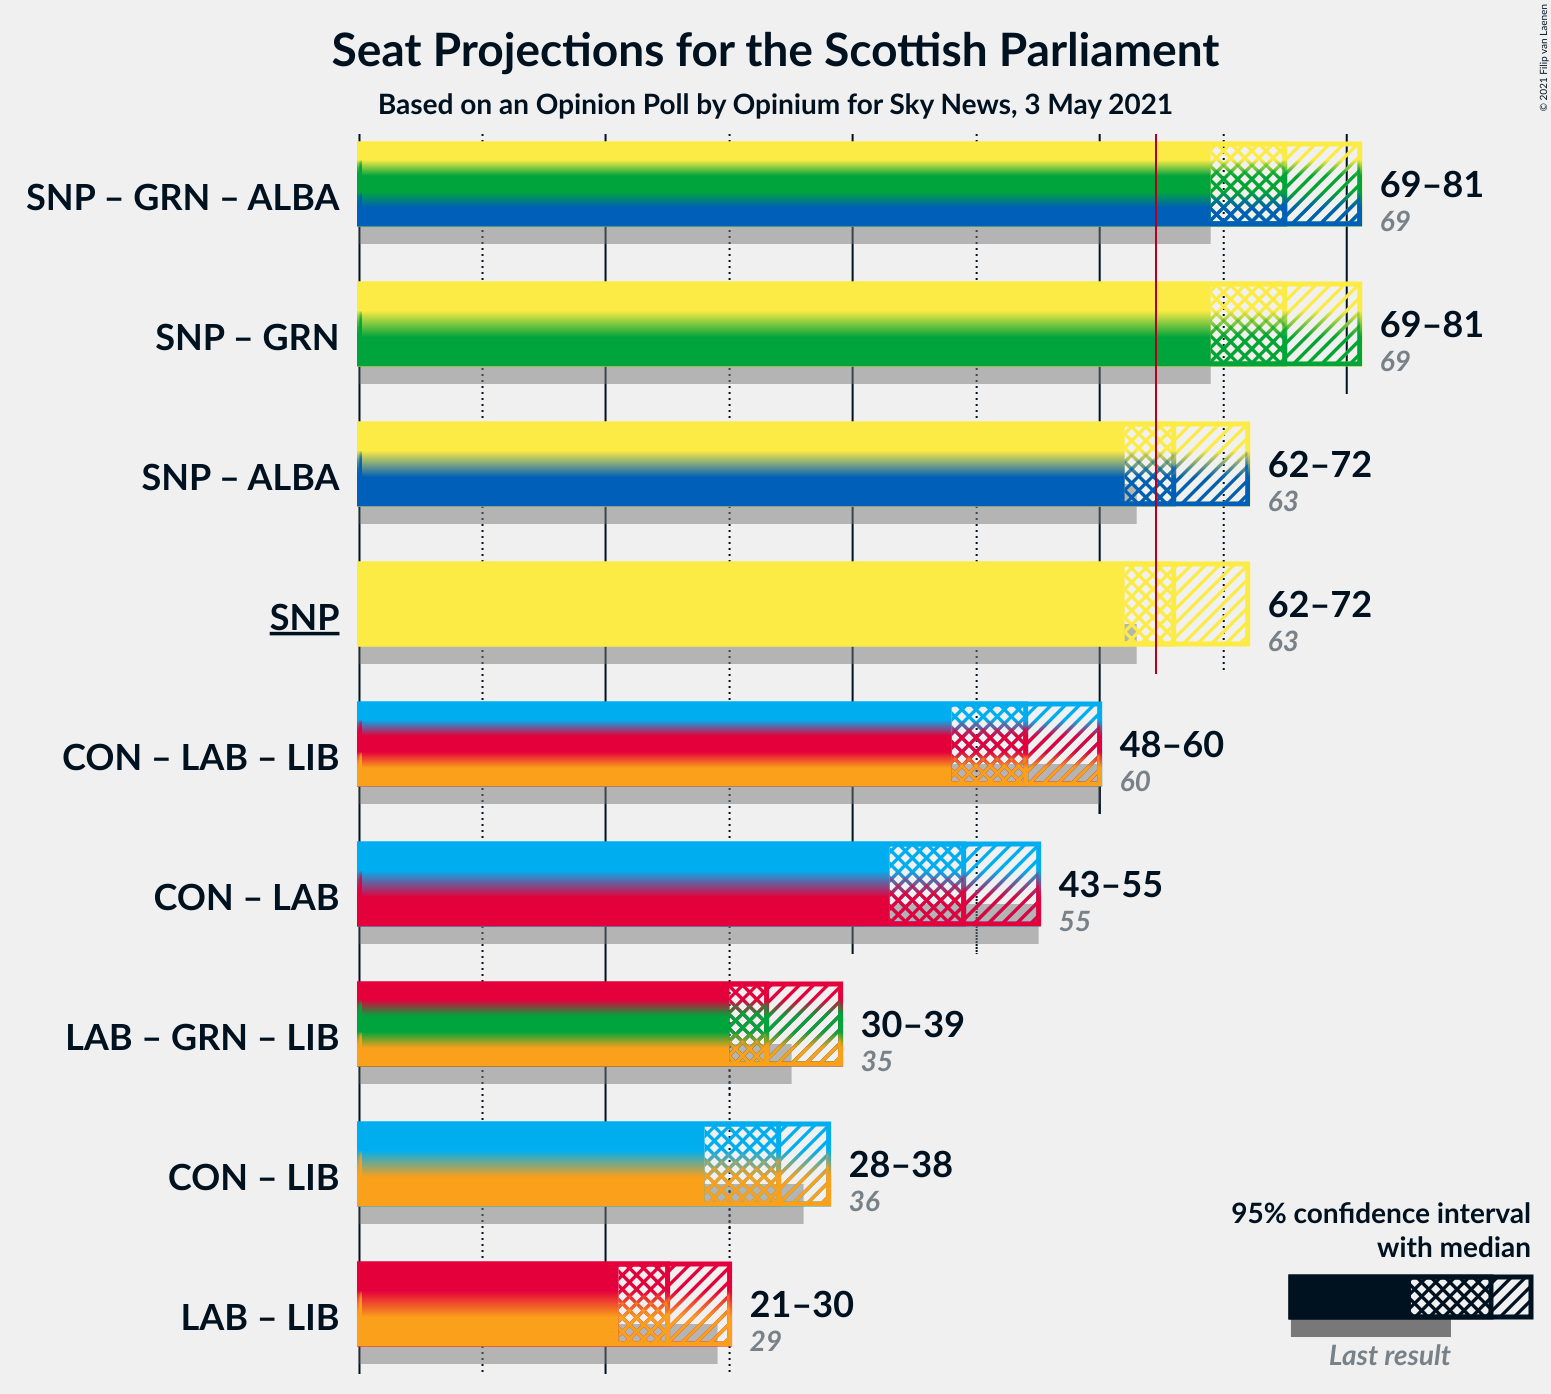 Seat Projections for the Scottish Parliament
Based on an Opinion Poll by Opinium for Sky News, 3 May 2021
© 2021 Filip van Laenen
SNP – GRN – ALBA
69–81
69
SNP – GRN
69–81
69
SNP – ALBA
62–72
63
SNP
62–72
63
CON – LAB – LIB
48–60
60
CON – LAB
43–55
55
LAB – GRN – LIB
30–39
35
CON – LIB
28–38
36
LAB – LIB
21–30
29
95% confidence interval
with median
Last result